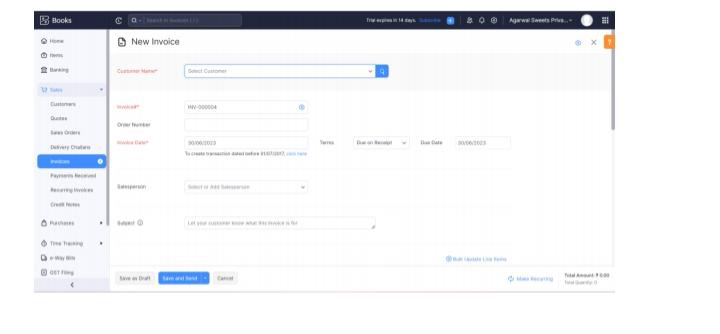 Books
Search in Invoices ( / )
Trial expires in 14 days.
Subscribe
Agarwal Sweets Priva...
Home
Items
Banking
Sales
Customers
Quotes
Sales Orders
Delivery Challans
Invoices
Payments Received
Recurring Invoices
Credit Notes
Purchases
Time Tracking
e-Way Bills
GST Filing
New Invoice
Customer Name*
Select Customer
Invoice#*
INV-000004
Order Number
Invoice Date*
30/06/2023
Terms
Due on Receipt
Due Date
30/06/2023
To create transaction dated before 01/07/2017, click here
Salesperson
Select or Add Salesperson
Subject
Let your customer know what this Invoice is for
Bulk Update Line Items
Save as Draft
Save and Send
Cancel
Make Recurring
Total Amount: ₹ 0.00
Total Quantity: 0